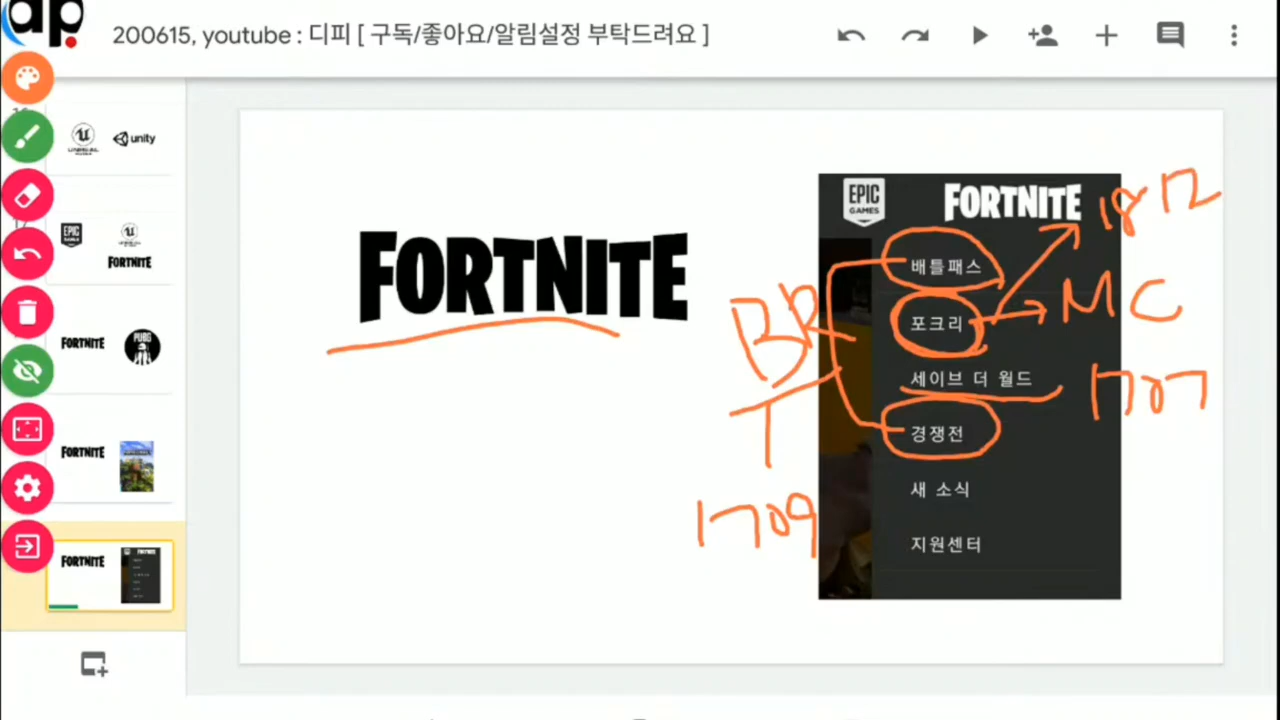 dp
200615, youtube : 디피 [ 구독/좋아요/알림설정 부탁드려요 ]
unity
EPIC GAMES
FORTNITE
FORTNITE
PUBG
FORTNITE
FORTNITE
FORTNITE
FORTNITE
EPIC GAMES
FORTNITE
1812
배틀패스
포크리
MC
BR
세이브 더 월드
1707
경쟁전
1709
새 소식
지원센터